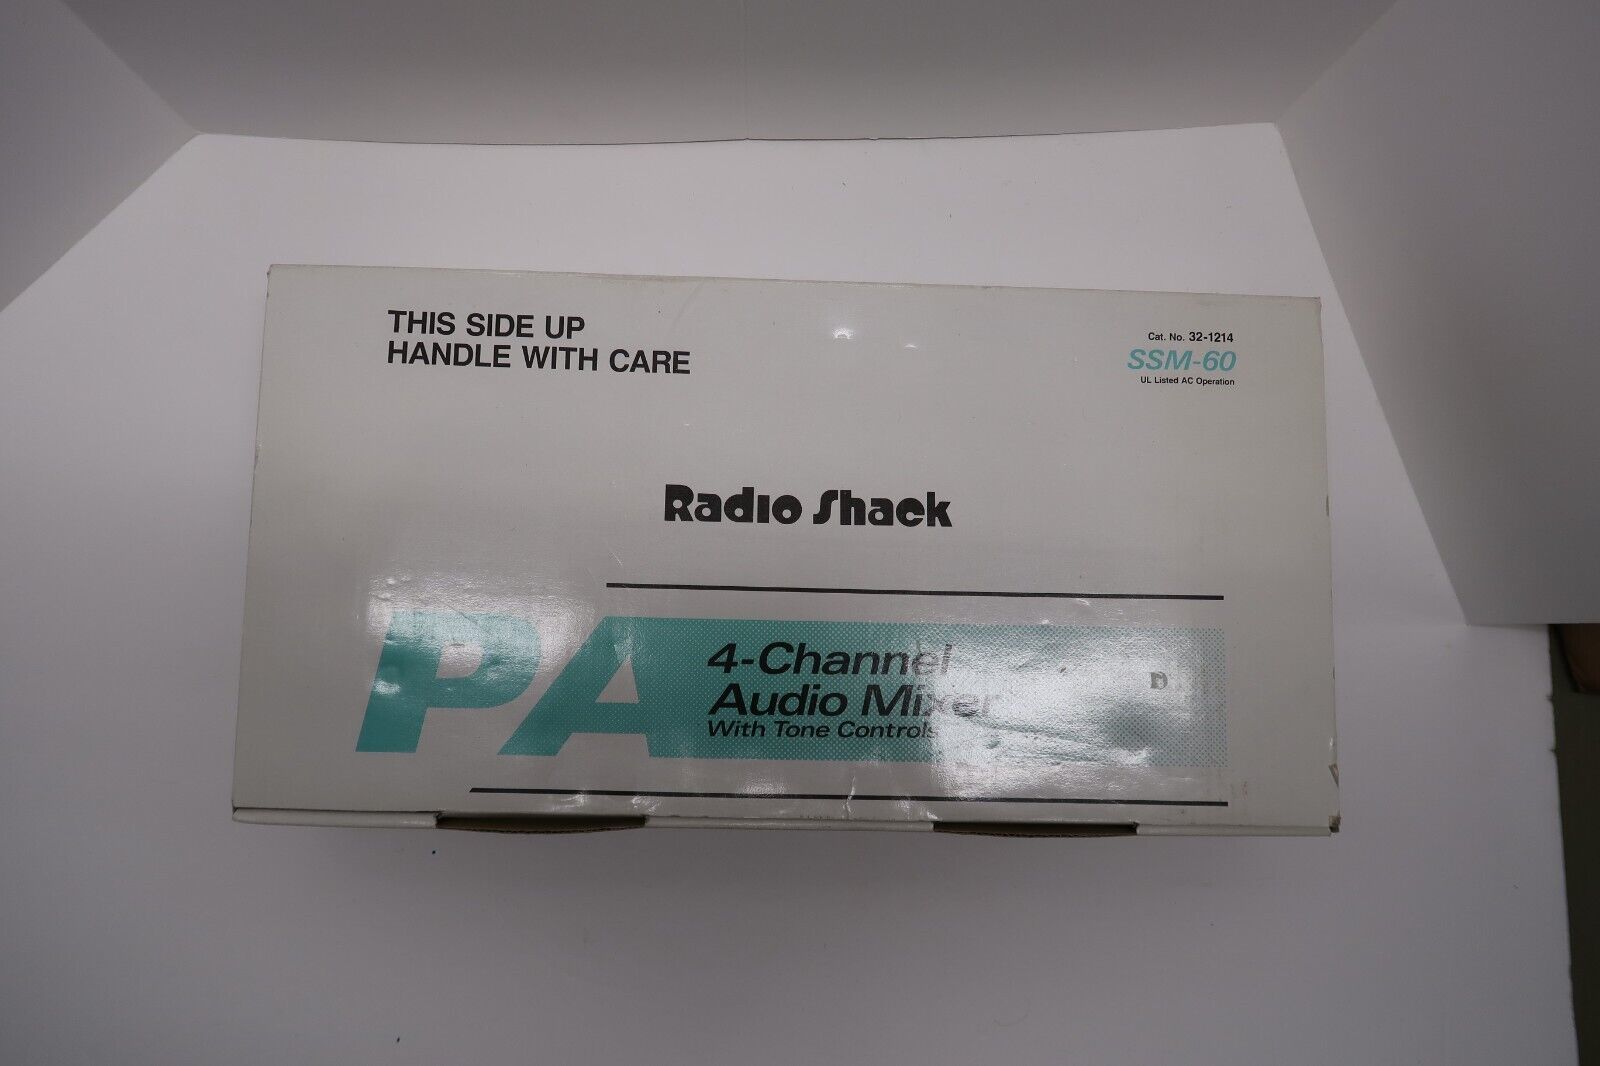 THIS SIDE UP
HANDLE WITH CARE
Cat. No. 32-1214
SSM-60
UL Listed AC Operation
Radio Shack
PA
4-Channel
Audio Mixer
With Tone Controls
D